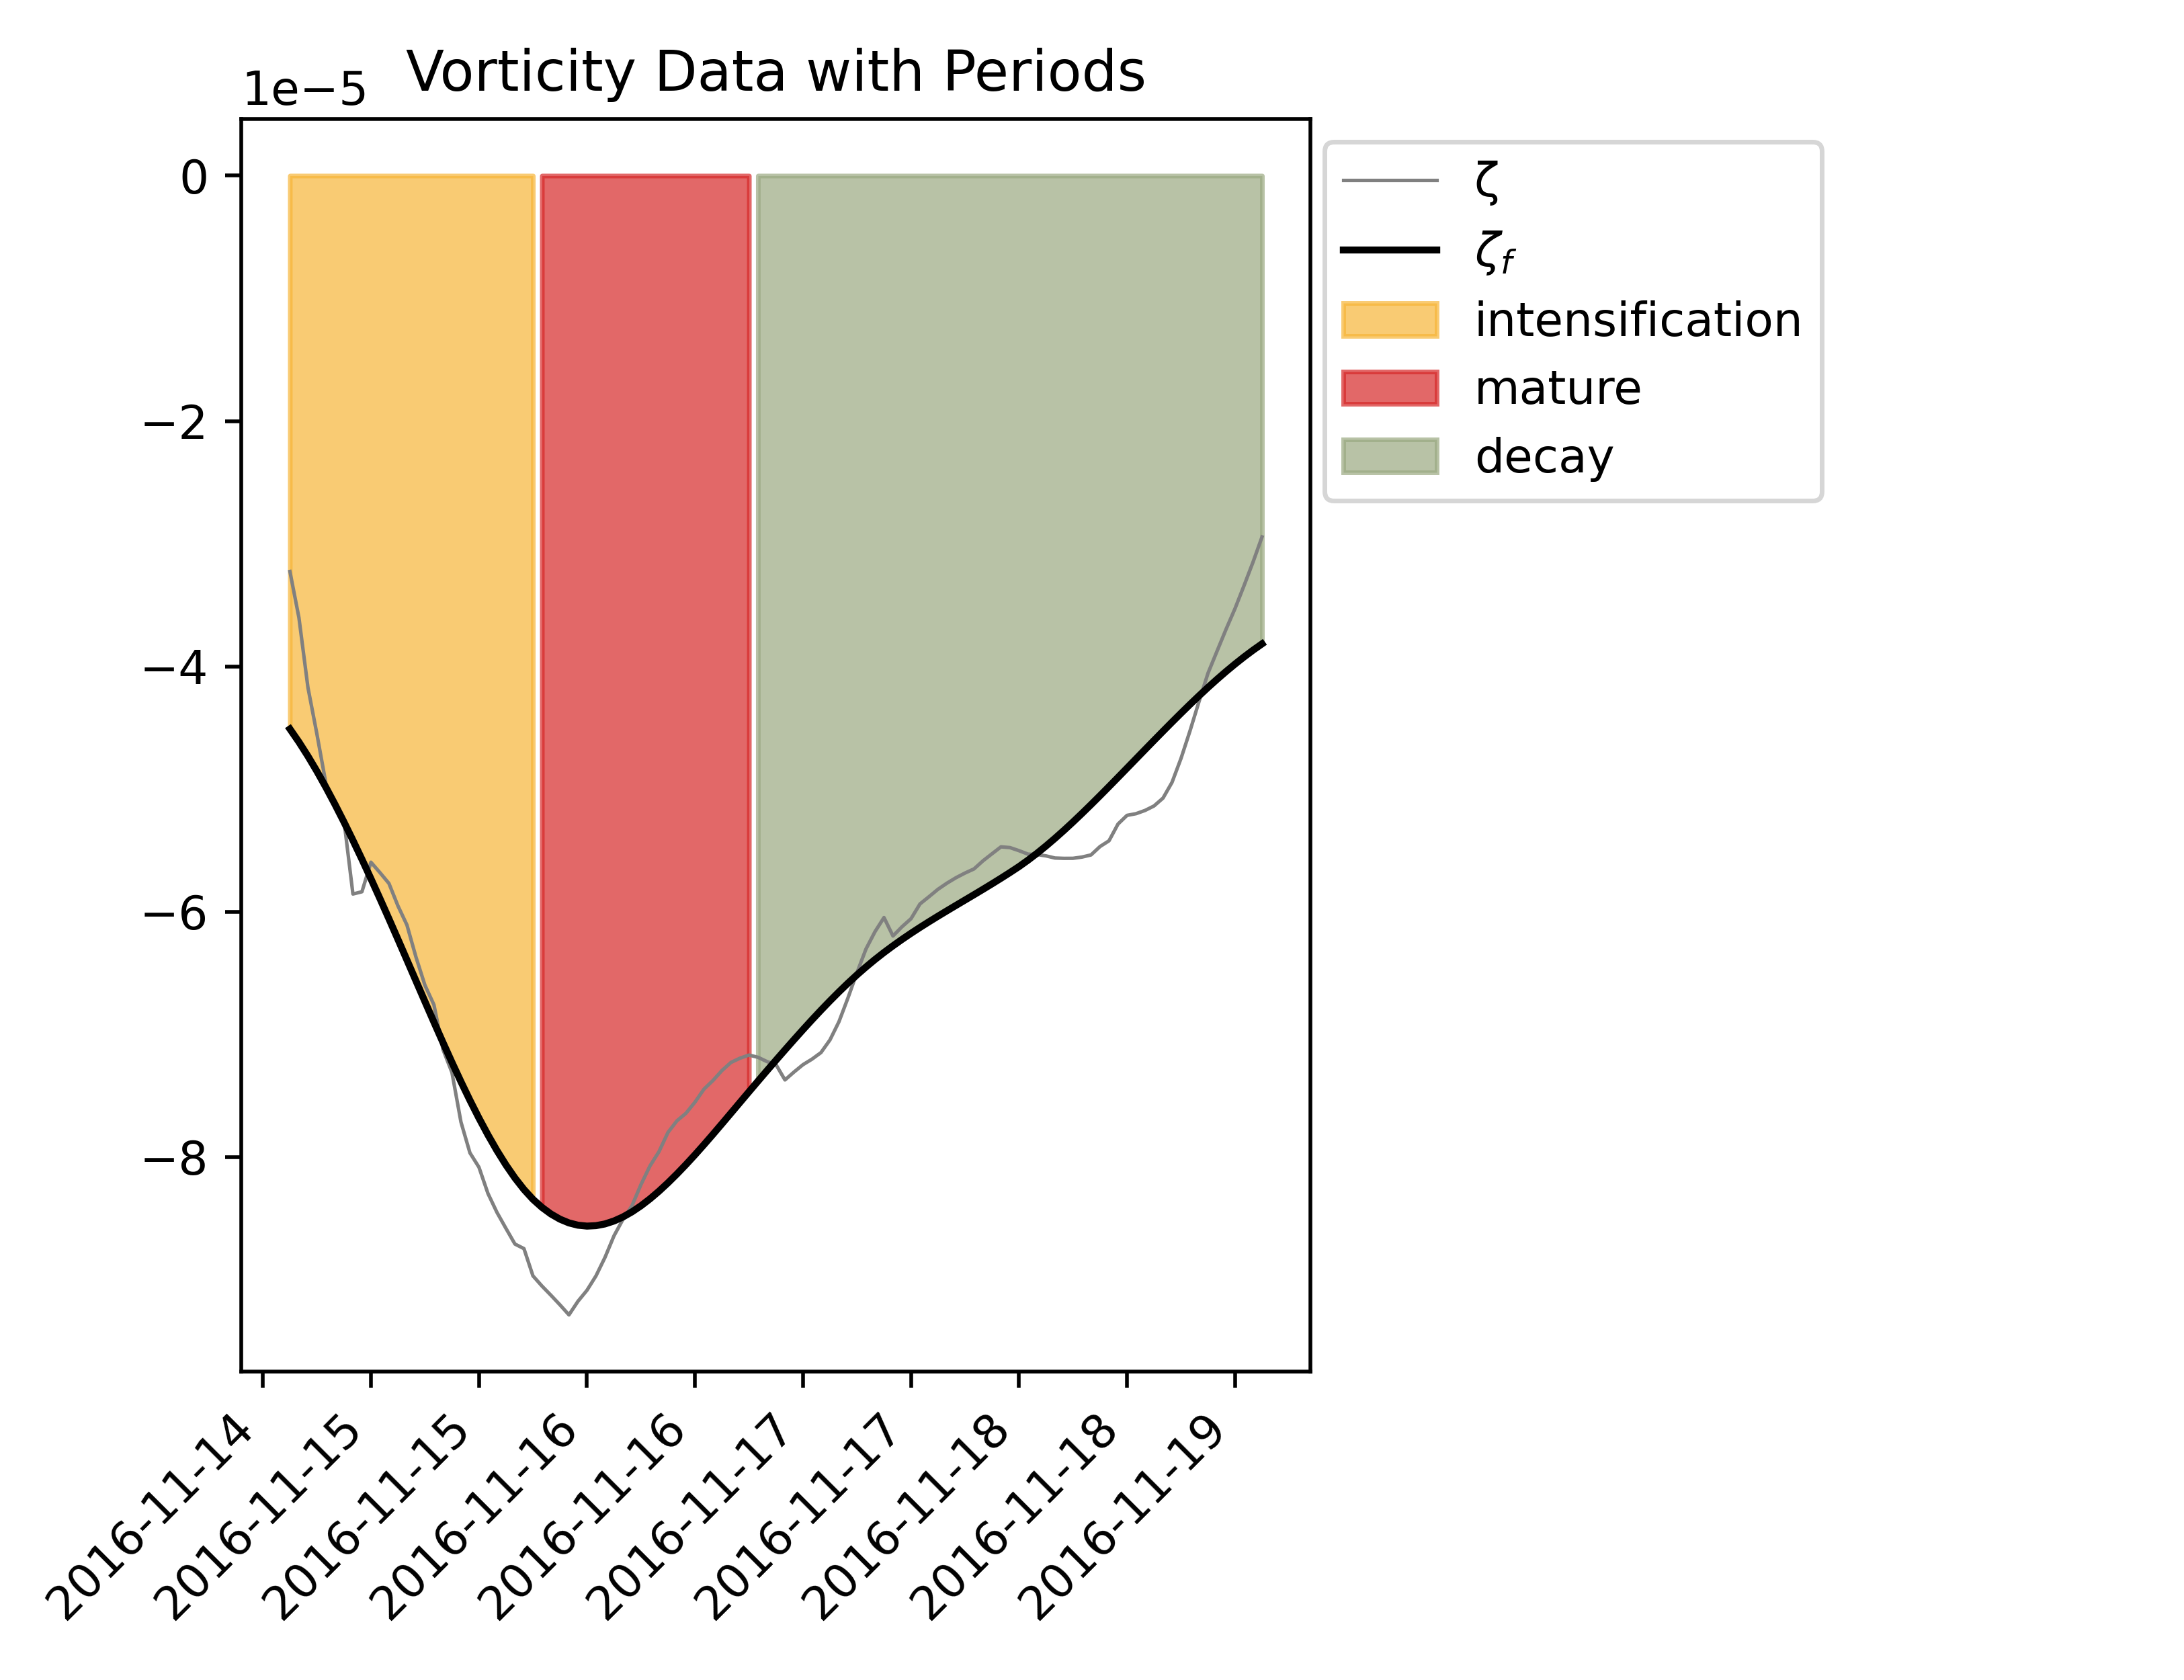 Vorticity Data with Periods
1e−5
0
−2
−4
−6
−8
2016-11-14
2016-11-15
2016-11-15
2016-11-16
2016-11-16
2016-11-17
2016-11-17
2016-11-18
2016-11-18
2016-11-19
ζ
ζf
intensification
mature
decay